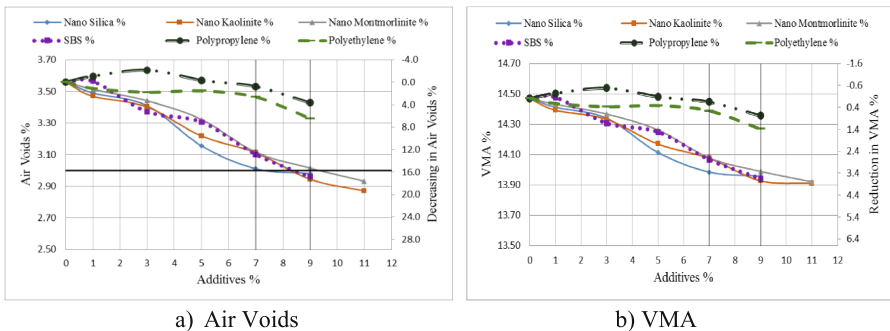 Nano Silica % Nano Kaolinite % Nano Montmorlinite %
SBS % Polypropylene % Polyethylene %
3.70
3.50
3.30
3.10
2.90
2.70
2.50
Air Voids %
-4.0
0.0
4.0
8.0
12.0
16.0
20.0
24.0
28.0
Decreasing in Air Voids %
0 1 2 3 4 5 6 7 8 9 10 11 12
Additives %
a) Air Voids
Nano Silica % Nano Kaolinite % Nano Montmorlinite %
SBS % Polypropylene % Polyethylene %
14.70
14.50
14.30
14.10
13.90
13.70
13.50
VMA %
-1.6
-0.6
0.4
1.4
2.4
3.4
4.4
5.4
6.4
Reduction in VMA %
0 1 2 3 4 5 6 7 8 9 10 11 12
Additives %
b) VMA